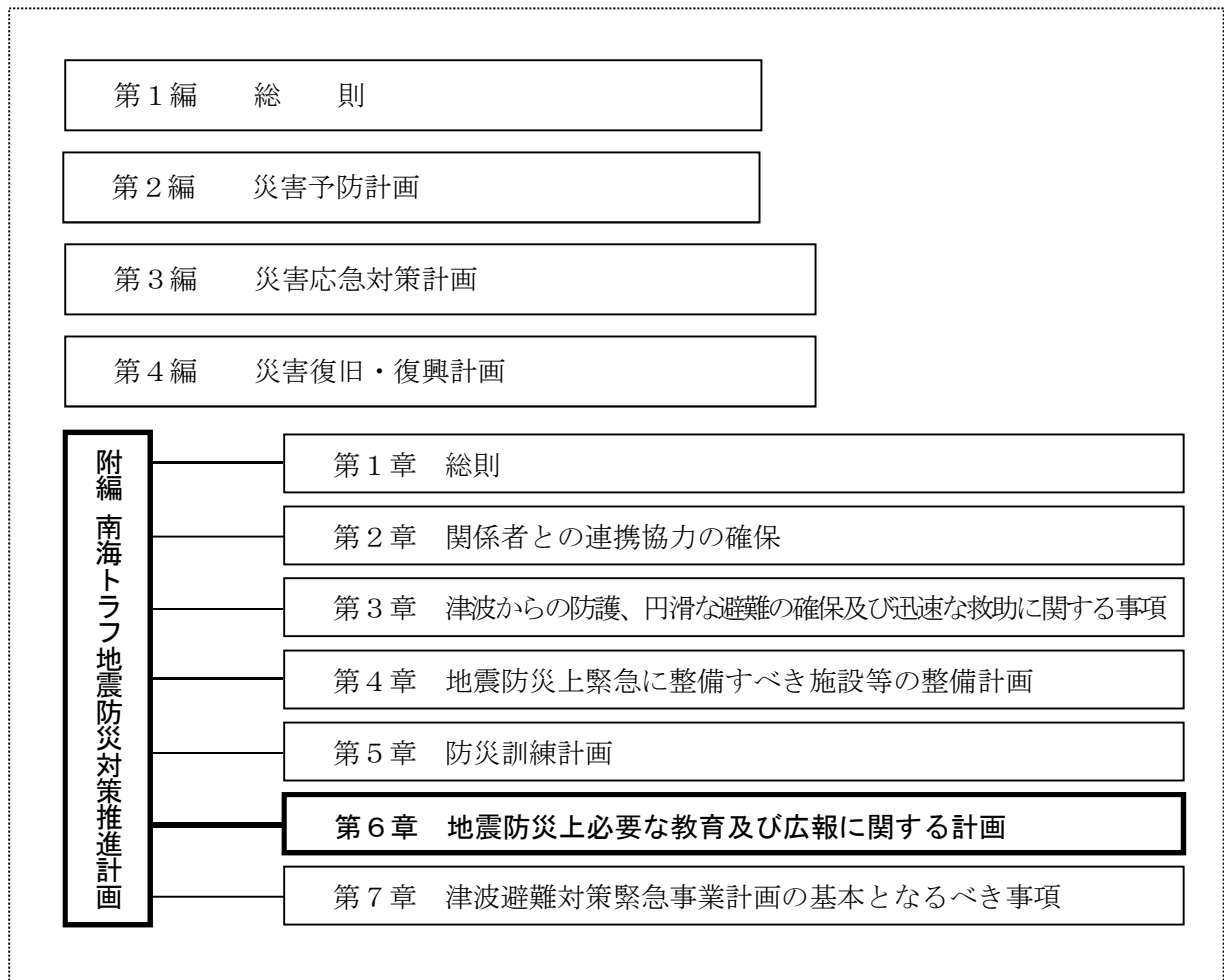 第１編　　総　　則
第２編　　災害予防計画
第３編　　災害応急対策計画
第４編　　災害復旧・復興計画
附編 南海トラフ地震防災対策推進計画
第１章　総則
第２章　関係者との連携協力の確保
第３章　津波からの防護、円滑な避難の確保及び迅速な救助に関する事項
第４章　地震防災上緊急に整備すべき施設等の整備計画
第５章　防災訓練計画
第６章　地震防災上必要な教育及び広報に関する計画
第７章　津波避難対策緊急事業計画の基本となるべき事項